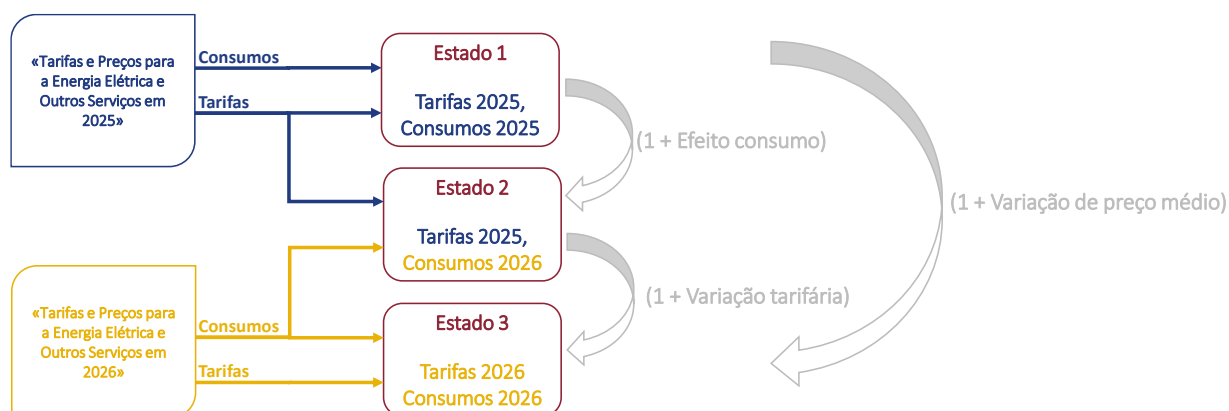 «Tarifas e Preços para
a Energia Elétrica e
Outros Serviços em
2025»
Consumos
Tarifas
Estado 1
Tarifas 2025,
Consumos 2025
(1 + Efeito consumo)
Estado 2
Tarifas 2025,
Consumos 2026
(1 + Variação de preço médio)
«Tarifas e Preços para
a Energia Elétrica e
Outros Serviços em
2026»
Consumos
Tarifas
(1 + Variação tarifária)
Estado 3
Tarifas 2026
Consumos 2026